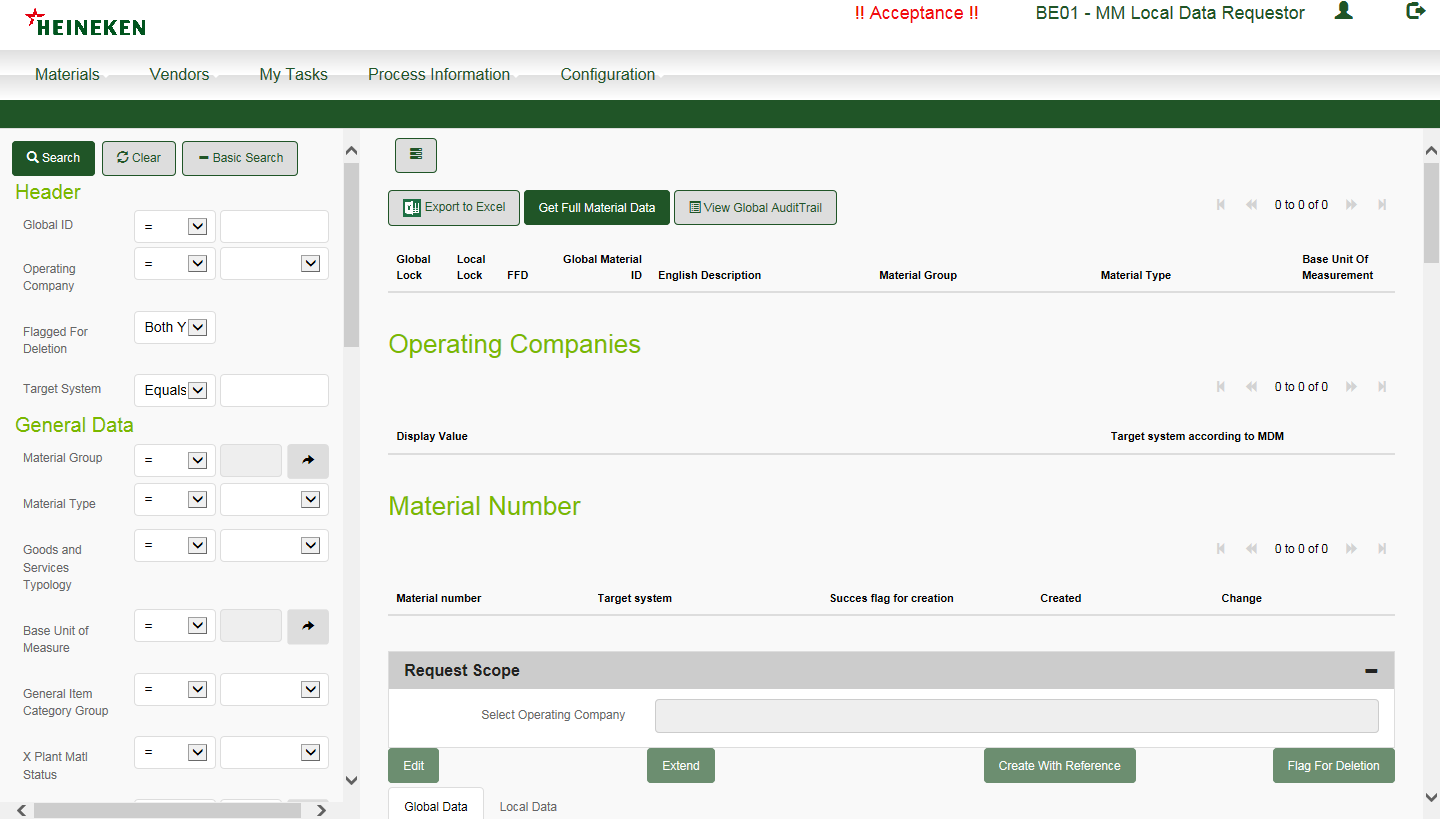 HEINEKEN
!! Acceptance !!
BE01 - MM Local Data Requestor
Materials
Vendors
My Tasks
Process Information
Configuration
Search
Clear
Basic Search
Header
Global ID
=
Operating
Company
=
Flagged For
Deletion
Both Y
Target System
Equals
General Data
Material Group
=
Material Type
=
Goods and
Services
Typology
=
Base Unit of
Measure
=
General Item
Category Group
=
X Plant Matl
Status
=
Export to Excel
Get Full Material Data
View Global AuditTrail
0 to 0 of 0
Global
Lock
Local
Lock
FFD
Global Material
ID
English Description
Material Group
Material Type
Base Unit Of
Measurement
Operating Companies
0 to 0 of 0
Display Value
Target system according to MDM
Material Number
0 to 0 of 0
Material number
Target system
Succes flag for creation
Created
Change
Request Scope
Select Operating Company
Edit
Extend
Create With Reference
Flag For Deletion
Global Data
Local Data